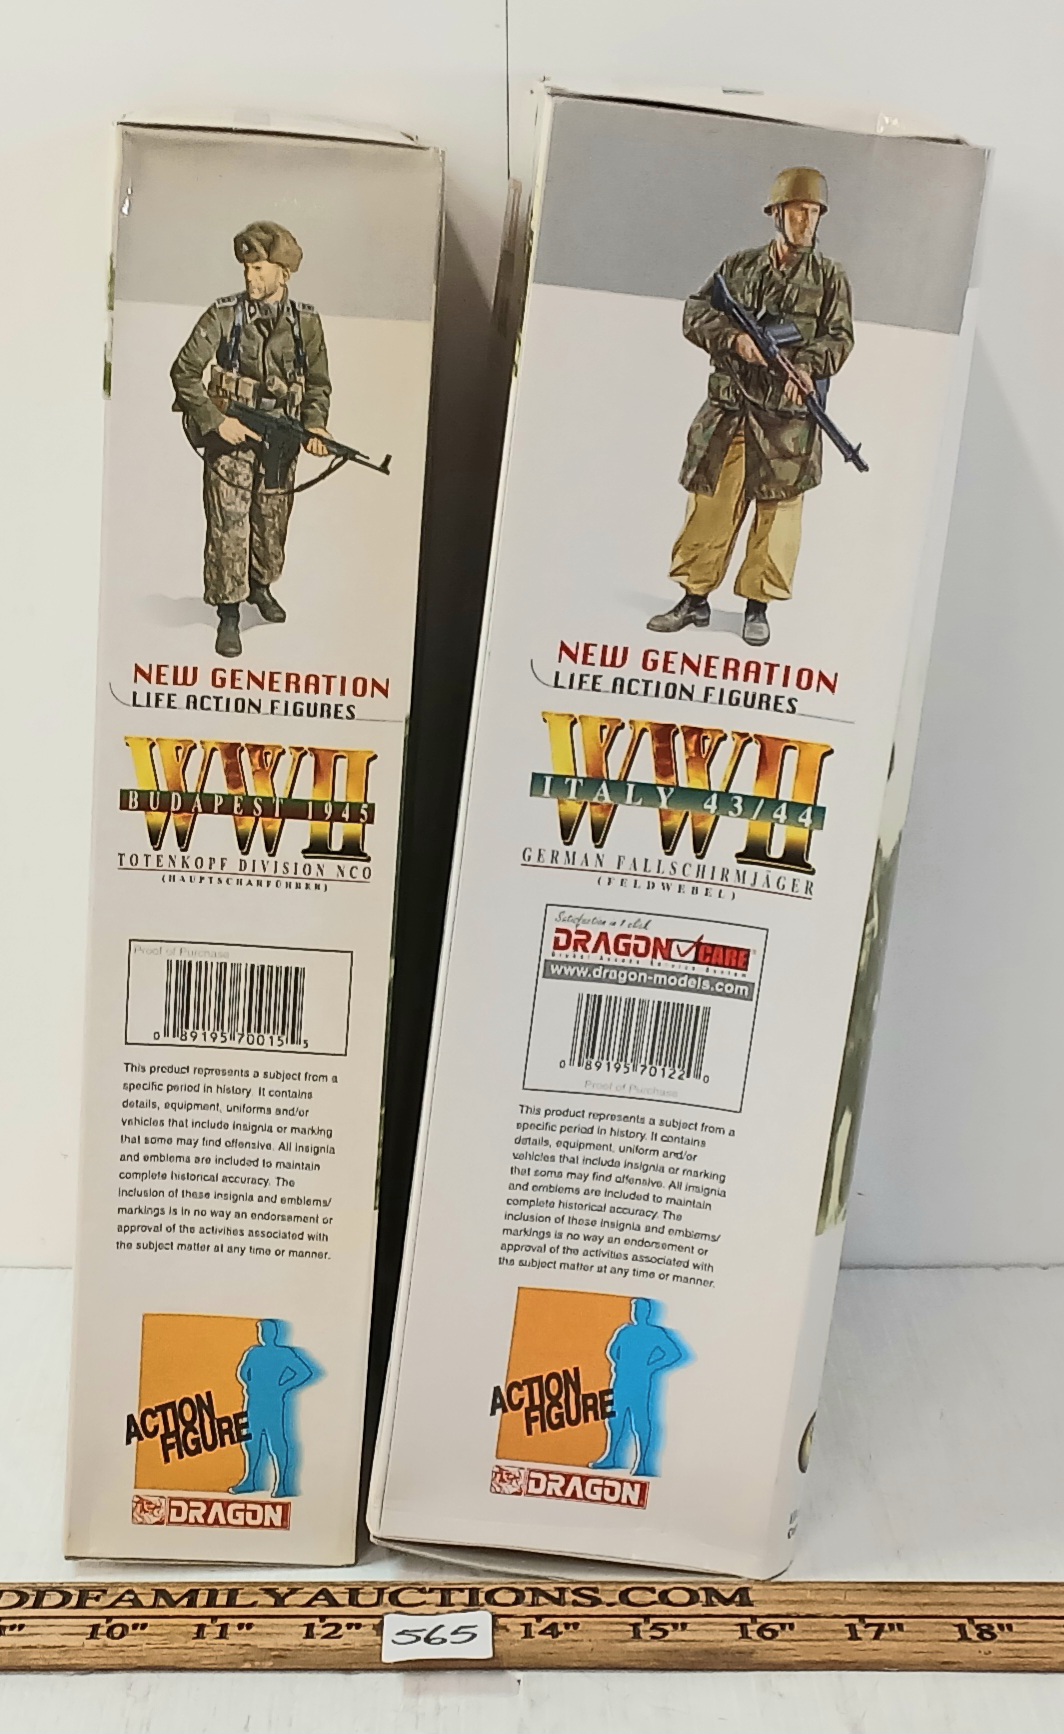 NEW GENERATION
LIFE ACTION FIGURES
WWII
BUDAPEST 1945
TOTENKOPF DIVISION NCO
(HAUPTSCHARFÜHRER)
Proof of Purchase
0 89195 70015 5
This product represents a subject from a
specific period in history. It contains
details, equipment, uniforms and/or
vehicles that include insignia or marking
that some may find offensive. All insignia
and emblems are included to maintain
complete historical accuracy. The
inclusion of these insignia and emblems/
markings is in no way an endorsement or
approval of the activities associated with
the subject matter at any time or manner.
ACTION
FIGURE
DRAGON
NEW GENERATION
LIFE ACTION FIGURES
WWII
ITALY 43/44
GERMAN FALLSCHIRMJÄGER
(FELDWEBEL)
Satisfaction in 1 click
DRAGON CARE
www.dragon-models.com
0 89195 70122 0
Proof of Purchase
This product represents a subject from a
specific period in history. It contains
details, equipment, uniform and/or
vehicles that include insignia or marking
that some may find offensive. All insignia
and emblems are included to maintain
complete historical accuracy. The
inclusion of these insignia and emblems/
markings is no way an endorsement or
approval of the activities associated with
the subject matter at any time or manner.
ACTION
FIGURE
DRAGON
DDFAMILYAUCTIONS.COM
10" 11" 12" 565 14" 15" 16" 17" 18"